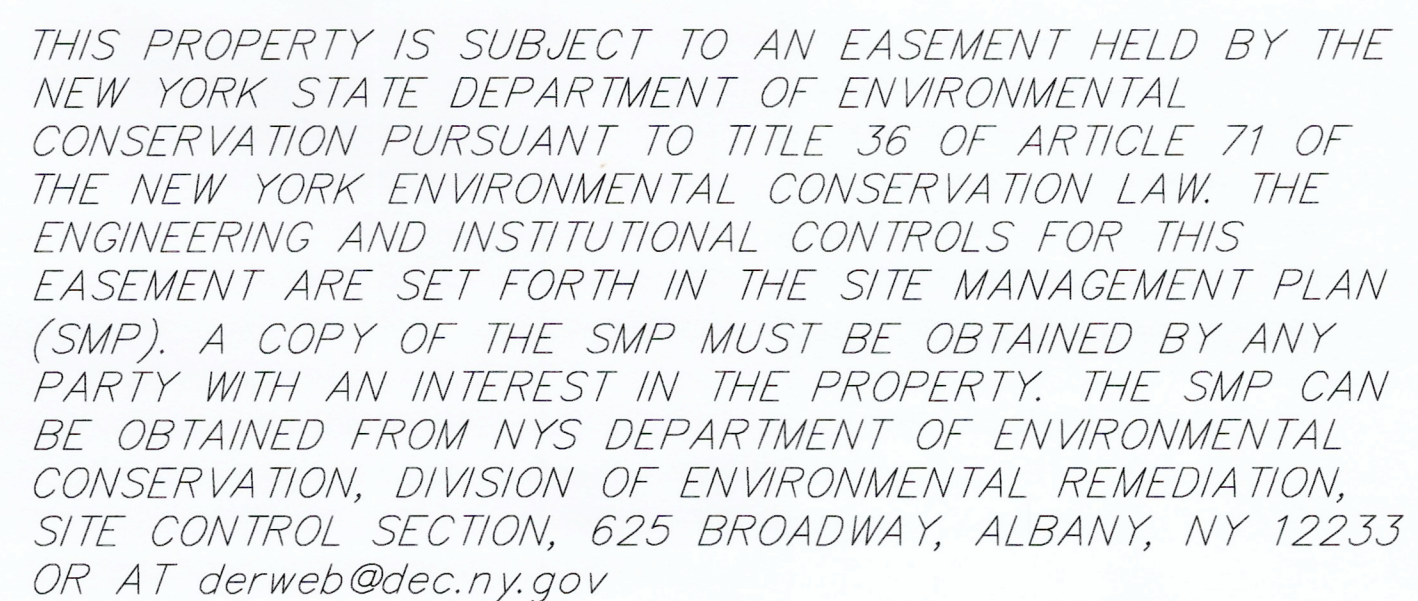 THIS PROPERTY IS SUBJECT TO AN EASEMENT HELD BY THE
NEW YORK STATE DEPARTMENT OF ENVIRONMENTAL
CONSERVATION PURSUANT TO TITLE 36 OF ARTICLE 71 OF
THE NEW YORK ENVIRONMENTAL CONSERVATION LAW. THE
ENGINEERING AND INSTITUTIONAL CONTROLS FOR THIS
EASEMENT ARE SET FORTH IN THE SITE MANAGEMENT PLAN
(SMP). A COPY OF THE SMP MUST BE OBTAINED BY ANY
PARTY WITH AN INTEREST IN THE PROPERTY. THE SMP CAN
BE OBTAINED FROM NYS DEPARTMENT OF ENVIRONMENTAL
CONSERVATION, DIVISION OF ENVIRONMENTAL REMEDIATION,
SITE CONTROL SECTION, 625 BROADWAY, ALBANY, NY 12233
OR AT derweb@dec.ny.gov